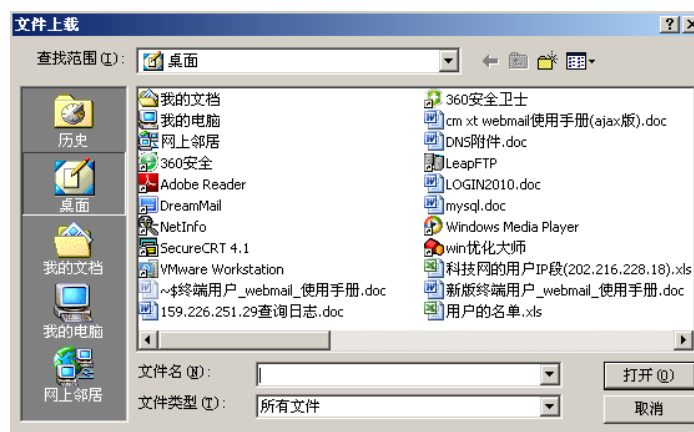 文件上载
查找范围(I):
桌面
历史
桌面
我的文档
我的电脑
网上邻居
我的文档
我的电脑
网上邻居
360安全
Adobe Reader
DreamMail
NetInfo
SecureCRT 4.1
VMware Workstation
~$终端用户_webmail_使用手册.doc
159.226.251.29查询日志.doc
360安全卫士
cm xt webmail使用手册(ajax版).doc
DNS附件.doc
LeapFTP
LOGIN2010.doc
mysql.doc
Windows Media Player
win优化大师
科技网的用户IP段(202.216.228.18).xls
新版终端用户_webmail_使用手册.doc
用户的名单.xls
文件名(N):
打开(O)
文件类型(T):
所有文件
取消